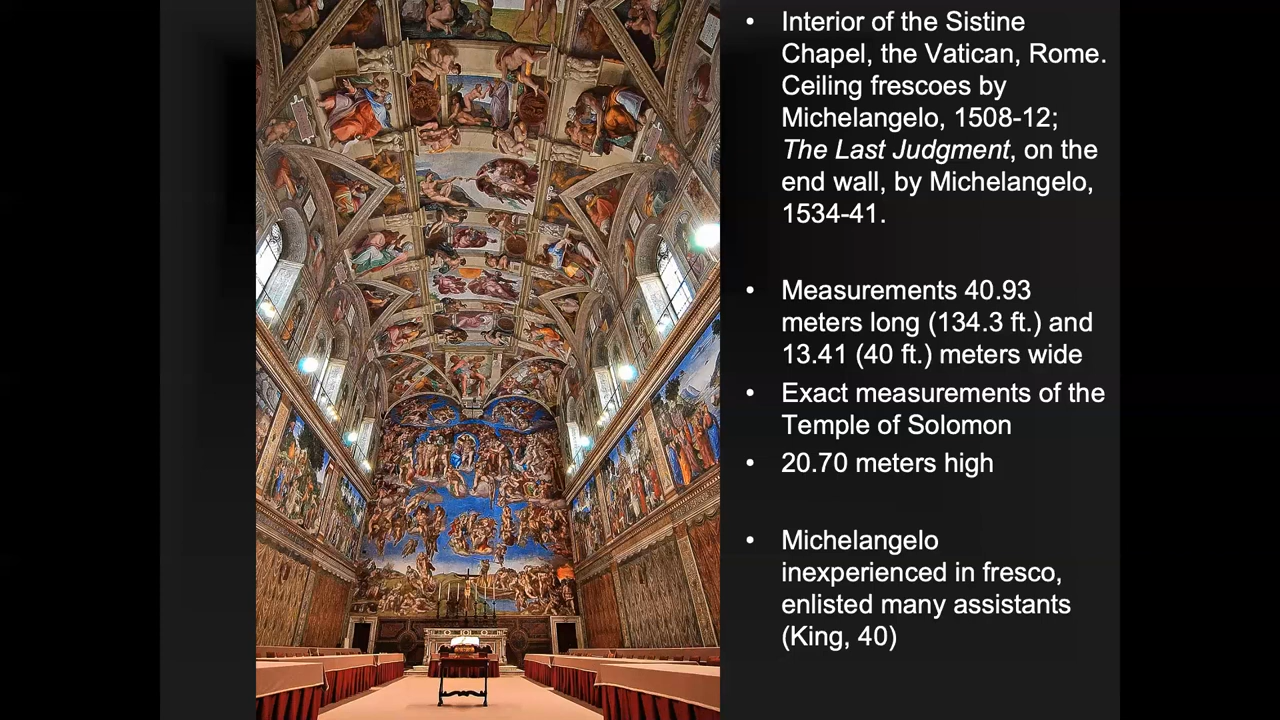 • Interior of the Sistine
Chapel, the Vatican, Rome.
Ceiling frescoes by
Michelangelo, 1508-12;
The Last Judgment, on the
end wall, by Michelangelo,
1534-41.
• Measurements 40.93
meters long (134.3 ft.) and
13.41 (40 ft.) meters wide
• Exact measurements of the
Temple of Solomon
• 20.70 meters high
• Michelangelo
inexperienced in fresco,
enlisted many assistants
(King, 40)